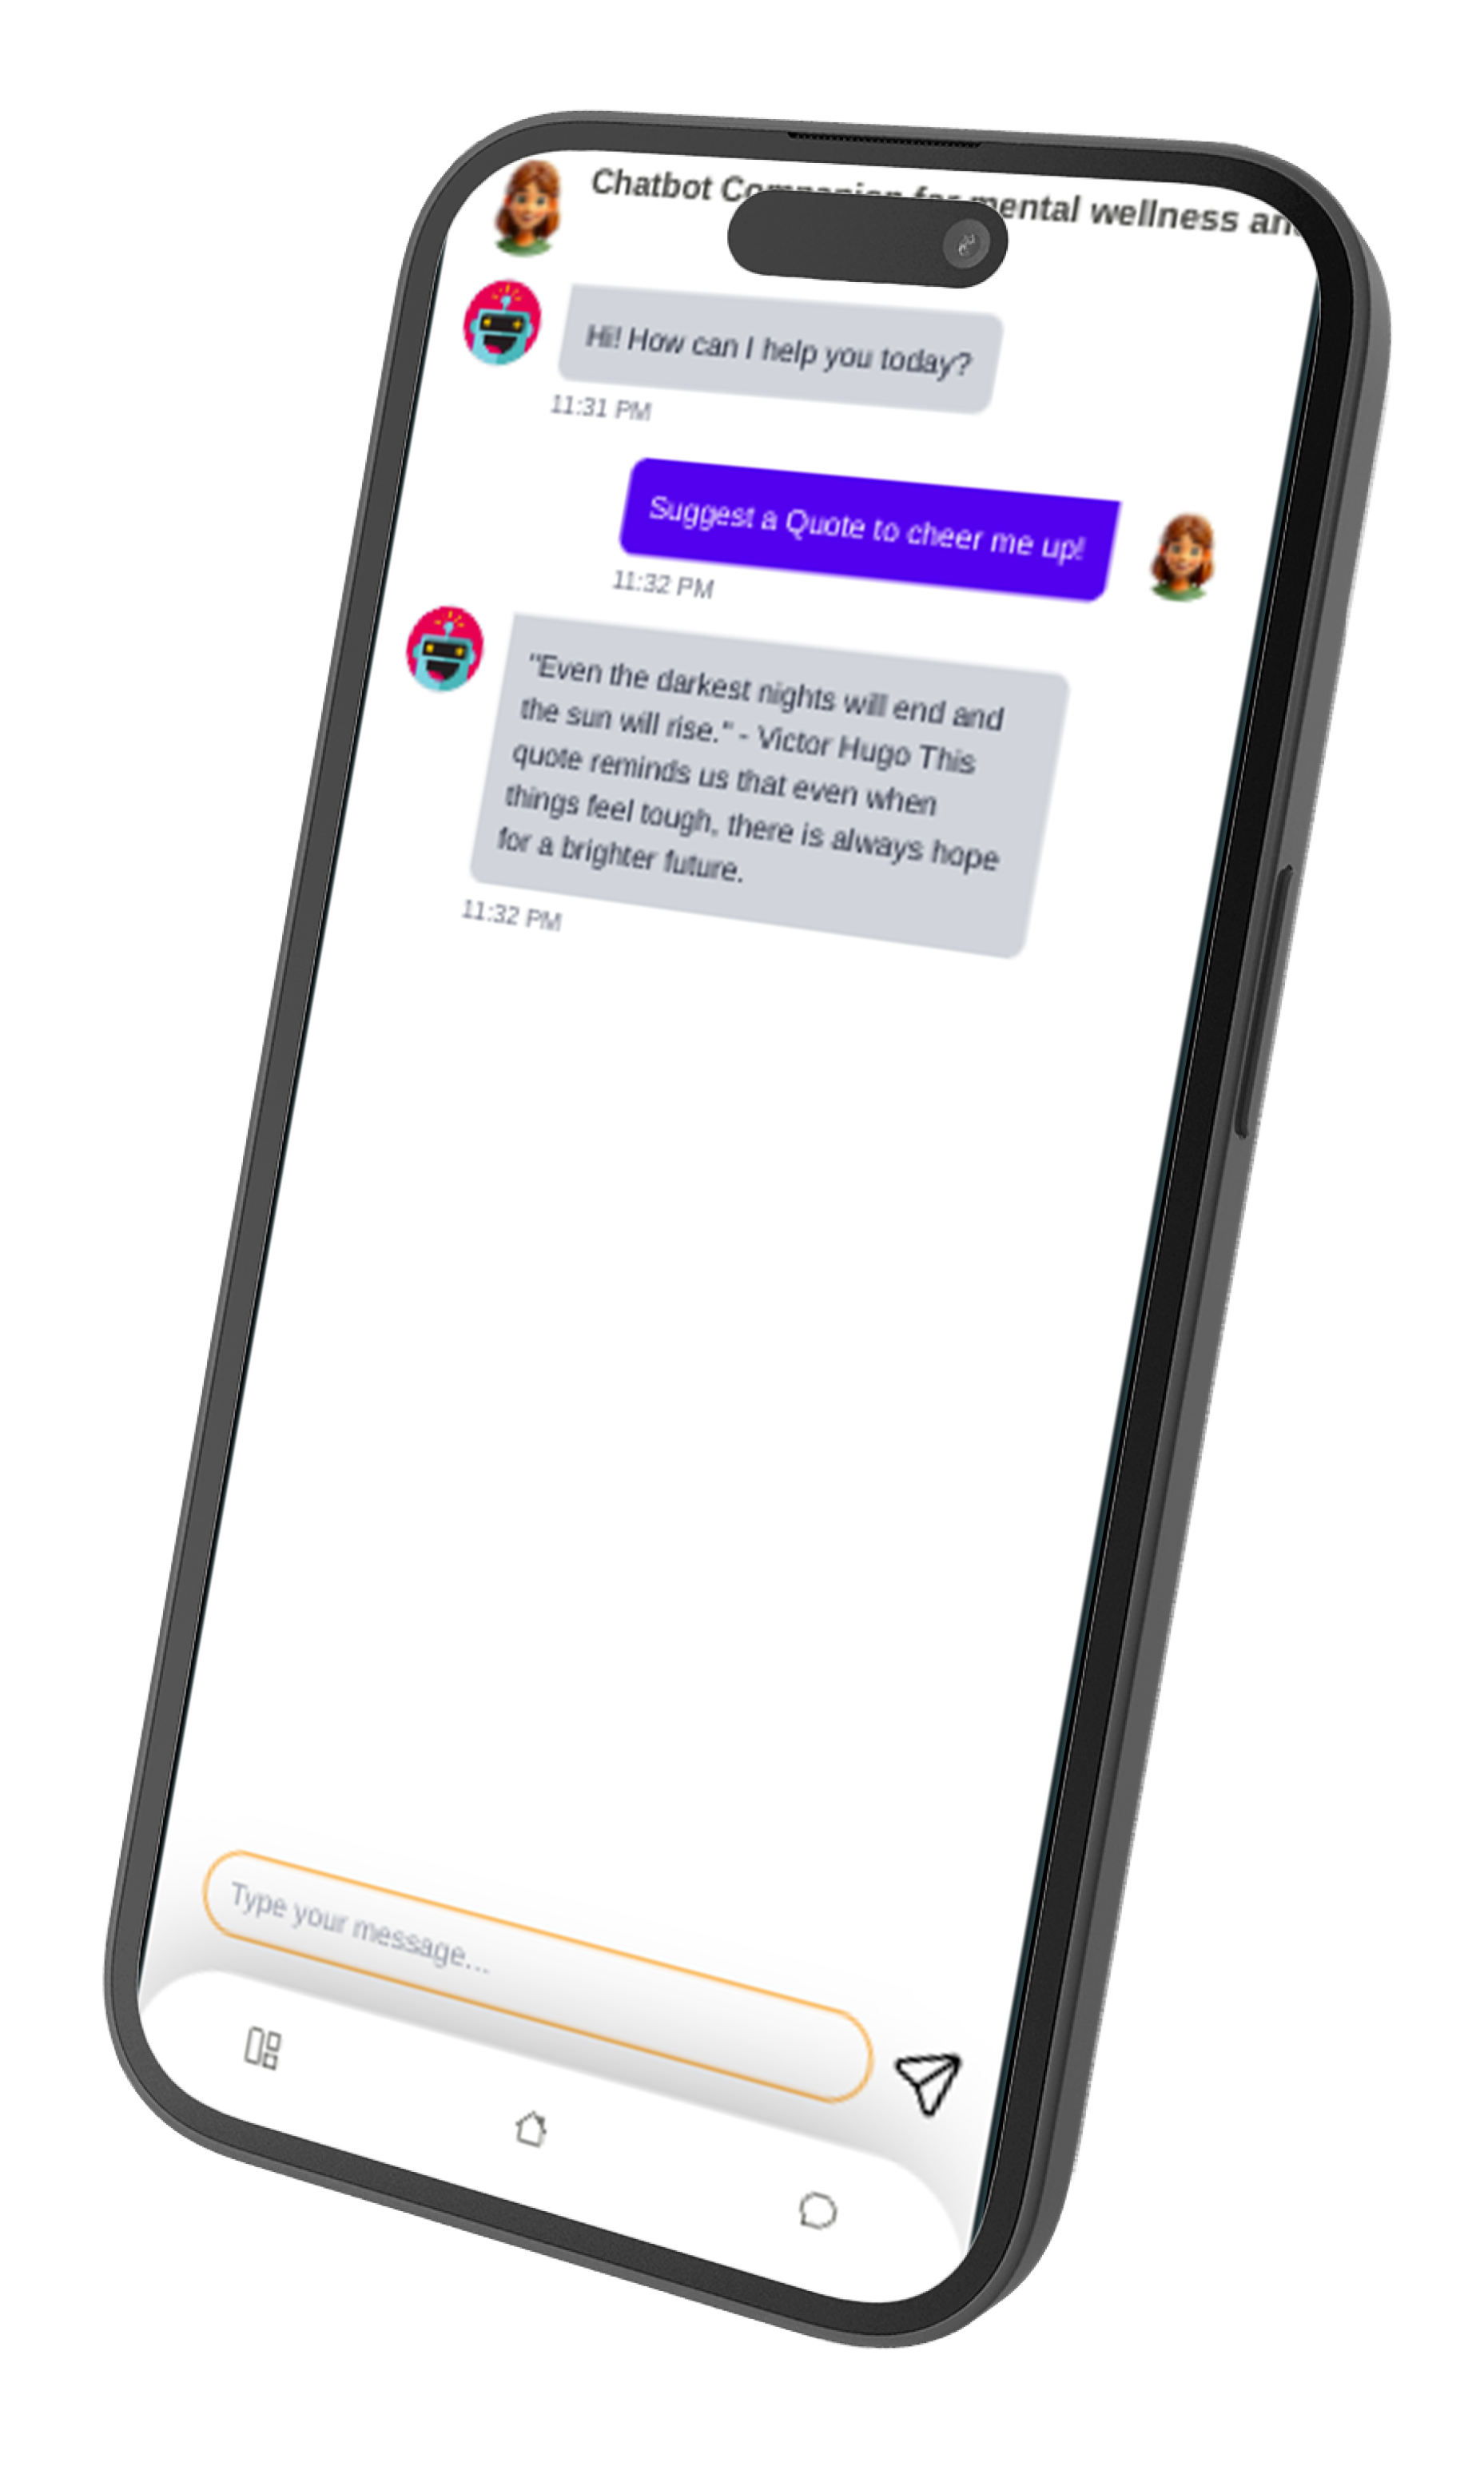 Chatbot Companion for mental wellness an
Hi! How can I help you today?
11:31 PM
Suggest a Quote to cheer me up!
11:32 PM
"Even the darkest nights will end and
the sun will rise." - Victor Hugo This
quote reminds us that even when
things feel tough, there is always hope
for a brighter future.
11:32 PM
Type your message...